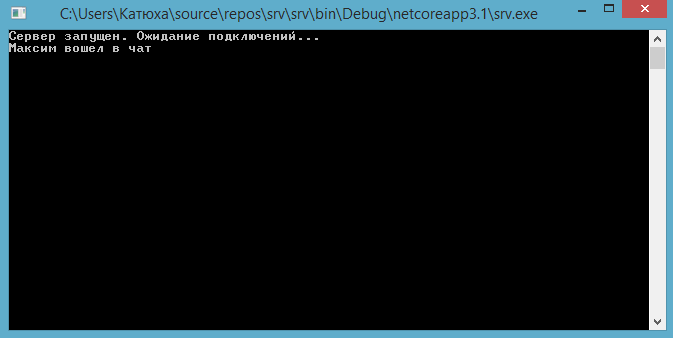 C:\Users\Катюха\source\repos\srv\srv\bin\Debug\netcoreapp3.1\srv.exe
Сервер запущен. Ожидание подключений...
Максим вошел в чат